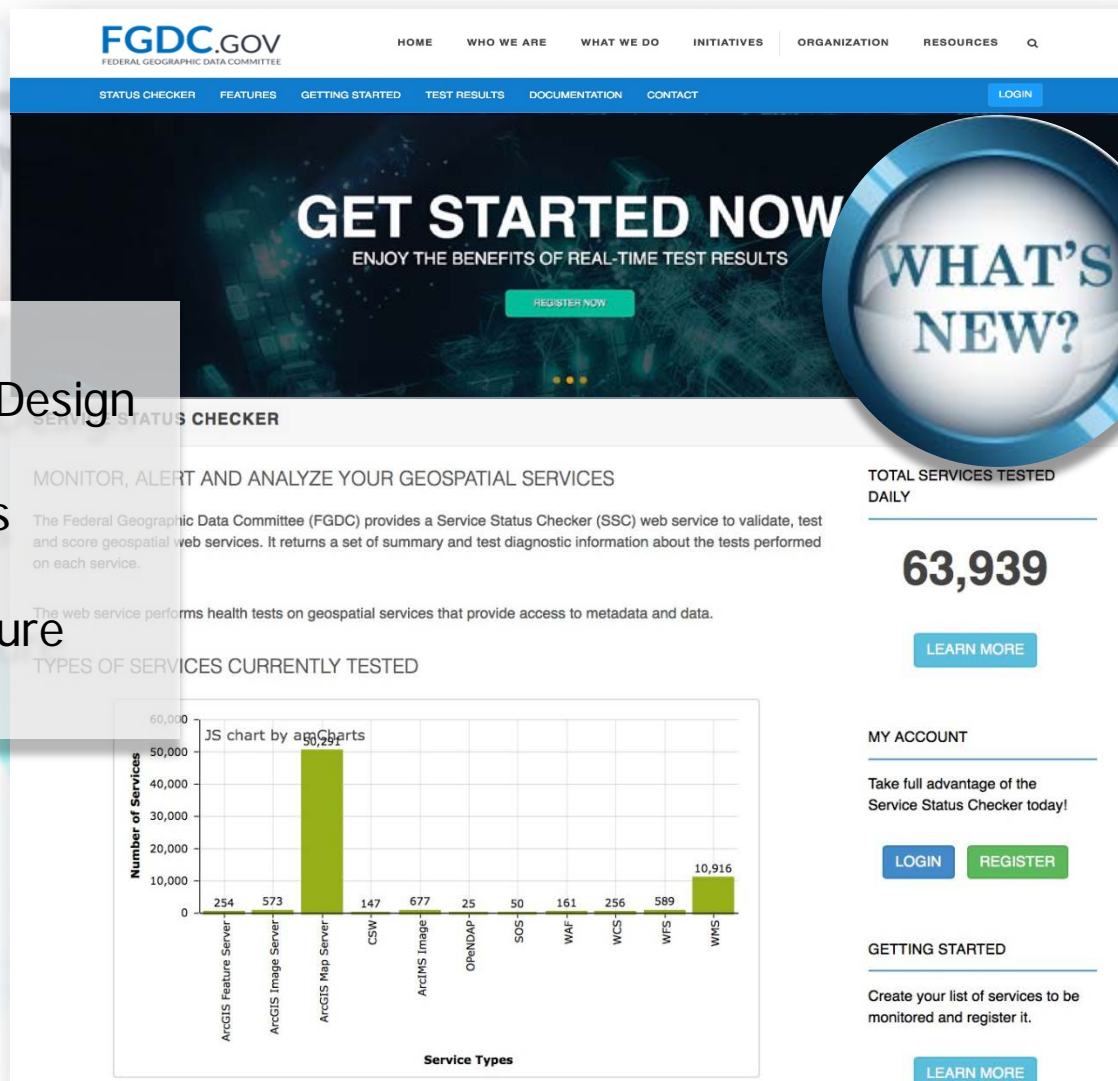 FGDC.GOV
FEDERAL GEOGRAPHIC DATA COMMITTEE
HOME WHO WE ARE WHAT WE DO INITIATIVES ORGANIZATION RESOURCES
STATUS CHECKER FEATURES GETTING STARTED TEST RESULTS DOCUMENTATION CONTACT LOGIN
GET STARTED NOW
ENJOY THE BENEFITS OF REAL-TIME TEST RESULTS
REGISTER NOW
WHAT'S
NEW?
Design
s
ure
SERVICE STATUS CHECKER
MONITOR, ALERT AND ANALYZE YOUR GEOSPATIAL SERVICES
The Federal Geographic Data Committee (FGDC) provides a Service Status Checker (SSC) web service to validate, test
and score geospatial web services. It returns a set of summary and test diagnostic information about the tests performed
on each service.
The web service performs health tests on geospatial services that provide access to metadata and data.
TYPES OF SERVICES CURRENTLY TESTED
JS chart by amCharts
Number of Services
60,000
50,000
40,000
30,000
20,000
10,000
0
254 573 50,291 147 677 25 50 161 256 589 10,916
ArcGIS Feature Server
ArcGIS Image Server
ArcGIS Map Server
CSW
ArcIMS Image
OPeNDAP
SOS
WAF
WCS
WFS
WMS
Service Types
TOTAL SERVICES TESTED
DAILY
63,939
LEARN MORE
MY ACCOUNT
Take full advantage of the
Service Status Checker today!
LOGIN REGISTER
GETTING STARTED
Create your list of services to be
monitored and register it.
LEARN MORE